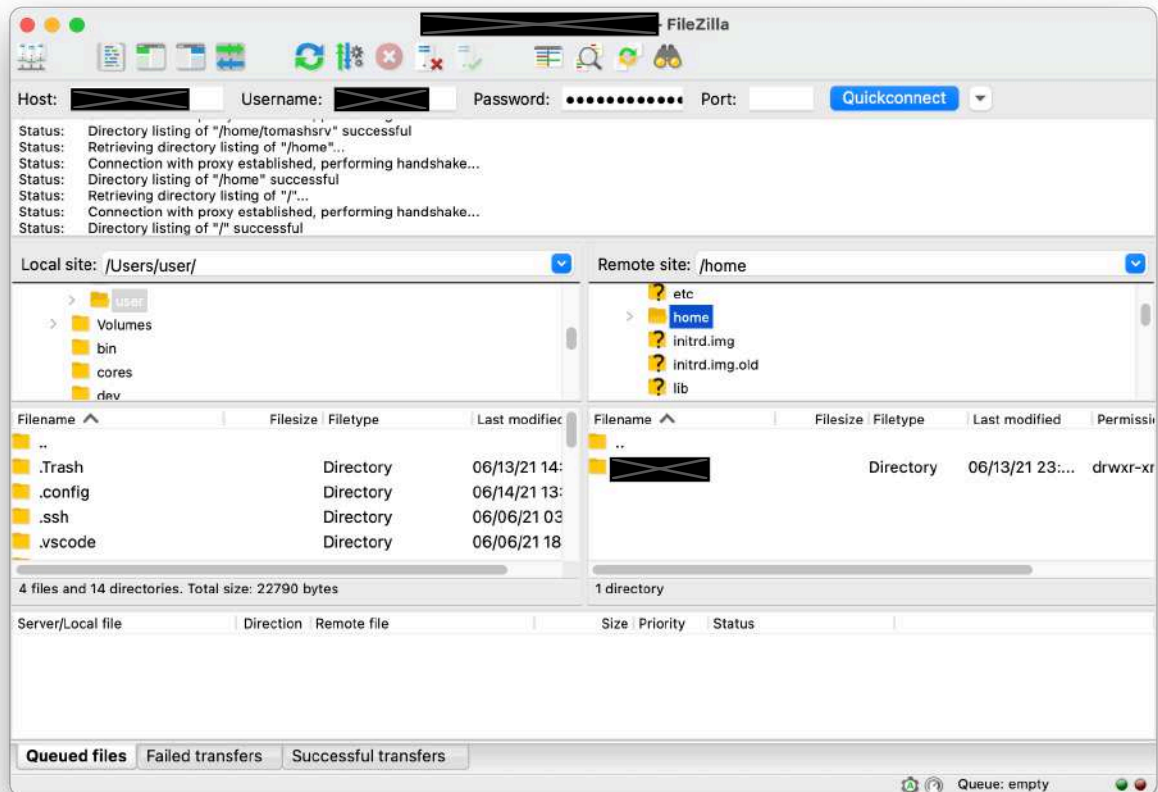 - FileZilla
Host: Username: Password: •••••••••••• Port: Quickconnect
Status: Directory listing of "/home/tomashsrv" successful
Status: Retrieving directory listing of "/home"...
Status: Connection with proxy established, performing handshake...
Status: Directory listing of "/home" successful
Status: Retrieving directory listing of "/"...
Status: Connection with proxy established, performing handshake...
Status: Directory listing of "/" successful
Local site: /Users/user/
user
Volumes
bin
cores
dev
Remote site: /home
? etc
home
? initrd.img
? initrd.img.old
? lib
Filename Filesize Filetype Last modified
..
.Trash Directory 06/13/21 14:
.config Directory 06/14/21 13:
.ssh Directory 06/06/21 03
.vscode Directory 06/06/21 18
4 files and 14 directories. Total size: 22790 bytes
Filename Filesize Filetype Last modified Permissi
..
Directory 06/13/21 23:... drwxr-xr
1 directory
Server/Local file Direction Remote file Size Priority Status
Queued files Failed transfers Successful transfers
Queue: empty